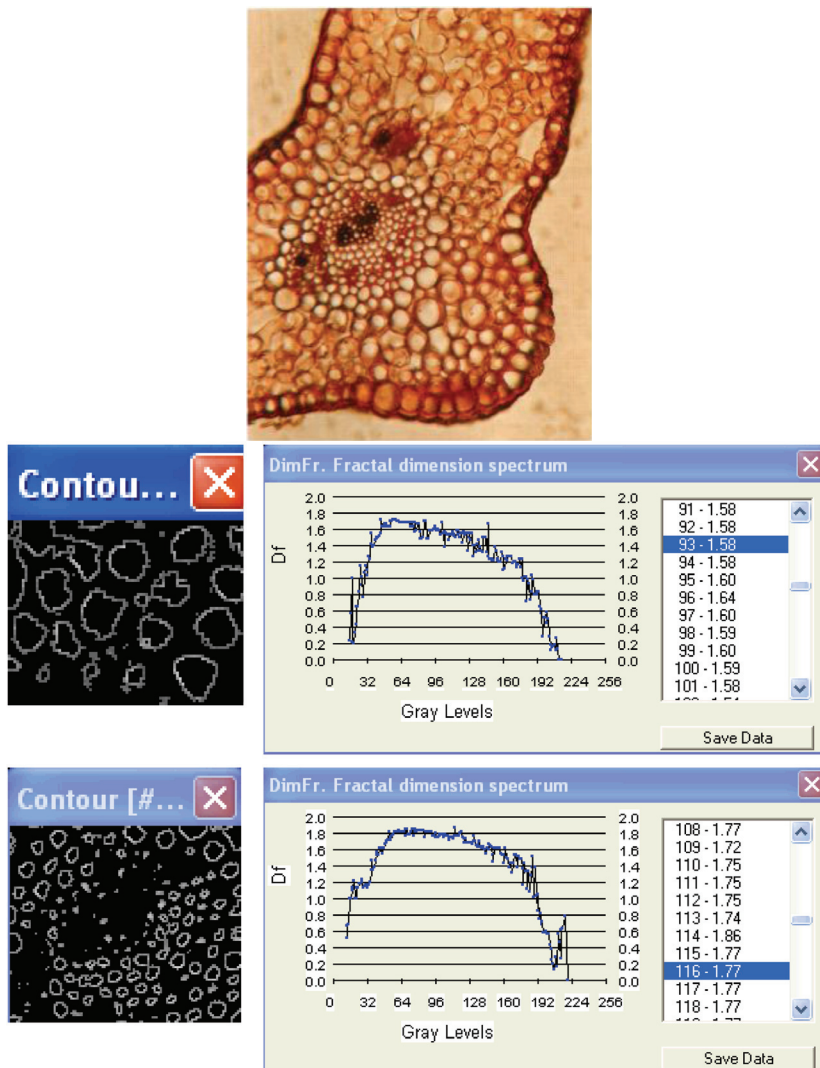 Contou...
DimFr. Fractal dimension spectrum
2.0 2.0
1.8 1.8
1.6 1.6
1.4 1.4
1.2 1.2
1.0 1.0
0.8 0.8
0.6 0.6
0.4 0.4
0.2 0.2
0.0 0.0
Df
0 32 64 96 128 160 192 224 256
Gray Levels
91 - 1.58
92 - 1.58
93 - 1.58
94 - 1.58
95 - 1.60
96 - 1.64
97 - 1.60
98 - 1.59
99 - 1.60
100 - 1.59
101 - 1.58
Save Data
Contour [#...
DimFr. Fractal dimension spectrum
2.0 2.0
1.8 1.8
1.6 1.6
1.4 1.4
1.2 1.2
1.0 1.0
0.8 0.8
0.6 0.6
0.4 0.4
0.2 0.2
0.0 0.0
Df
0 32 64 96 128 160 192 224 256
Gray Levels
108 - 1.77
109 - 1.72
110 - 1.75
111 - 1.75
112 - 1.75
113 - 1.74
114 - 1.86
115 - 1.77
116 - 1.77
117 - 1.77
118 - 1.77
Save Data